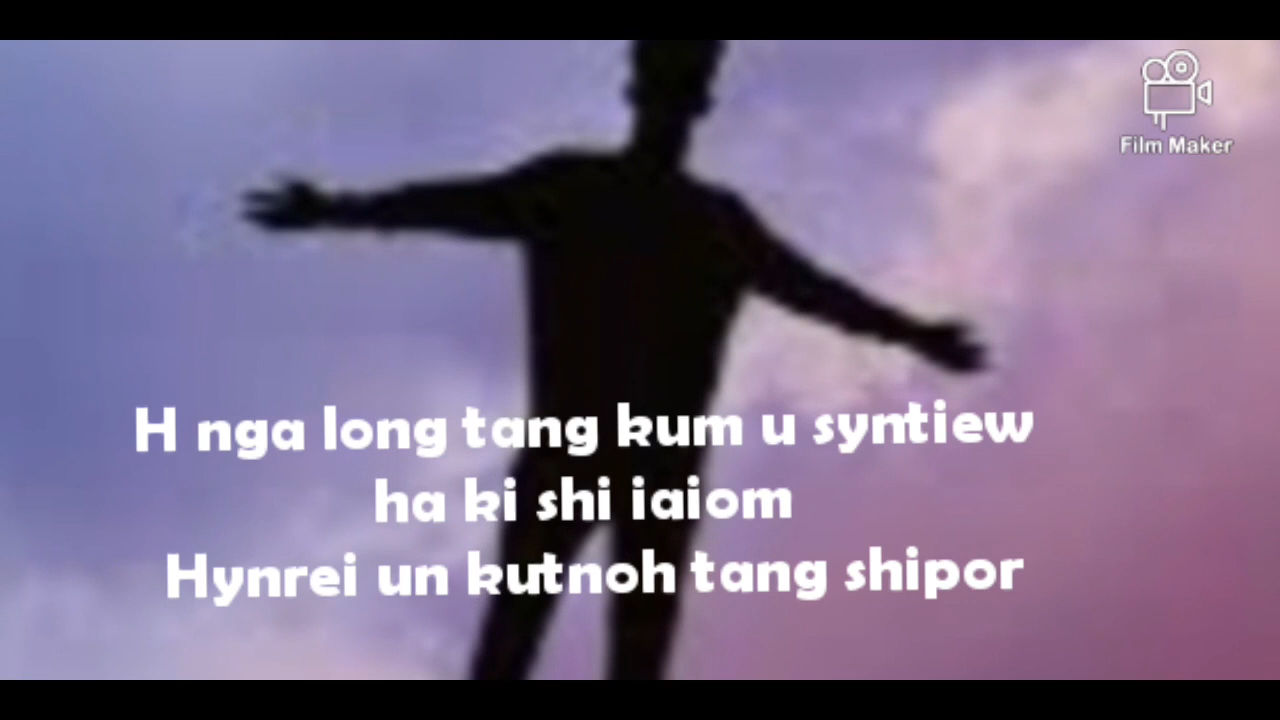 Film Maker
H nga long tang kum u syntiew
ha ki shi iaiom
Hynrei un kutnoh tang shipor